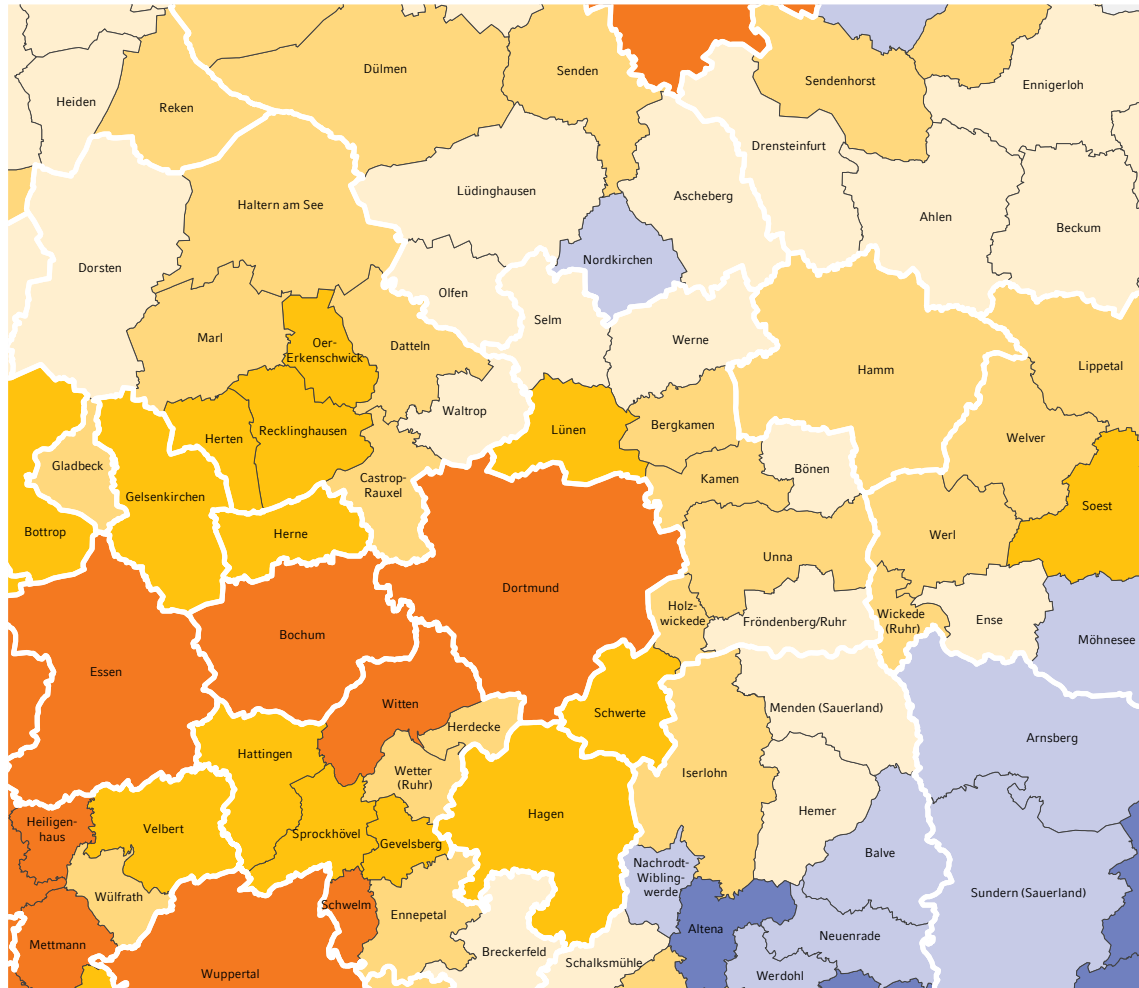 Dülmen
Senden
Sendenhorst
Ennigerloh
Heiden
Reken
Drensteinfurt
Lüdinghausen
Ascheberg
Haltern am See
Ahlen
Beckum
Nordkirchen
Dorsten
Olfen
Selm
Marl
Oer-
Erkenschwick
Datteln
Werne
Hamm
Lippetal
Waltrop
Lünen
Bergkamen
Herten
Recklinghausen
Welver
Gladbeck
Bönen
Castrop-
Rauxel
Kamen
Gelsenkirchen
Soest
Bottrop
Herne
Werl
Unna
Dortmund
Holz-
wickede
Fröndenberg/Ruhr
Wickede
(Ruhr)
Ense
Bochum
Möhnesee
Essen
Witten
Menden (Sauerland)
Schwerte
Herdecke
Arnsberg
Hattingen
Wetter
(Ruhr)
Iserlohn
Hemer
Hagen
Heiligen-
haus
Velbert
Sprockhövel
Gevelsberg
Balve
Nachrodt-
Wibling-
werde
Sundern (Sauerland)
Wülfrath
Schwelm
Ennepetal
Altena
Neuenrade
Mettmann
Breckerfeld
Schalksmühle
Wuppertal
Werdohl